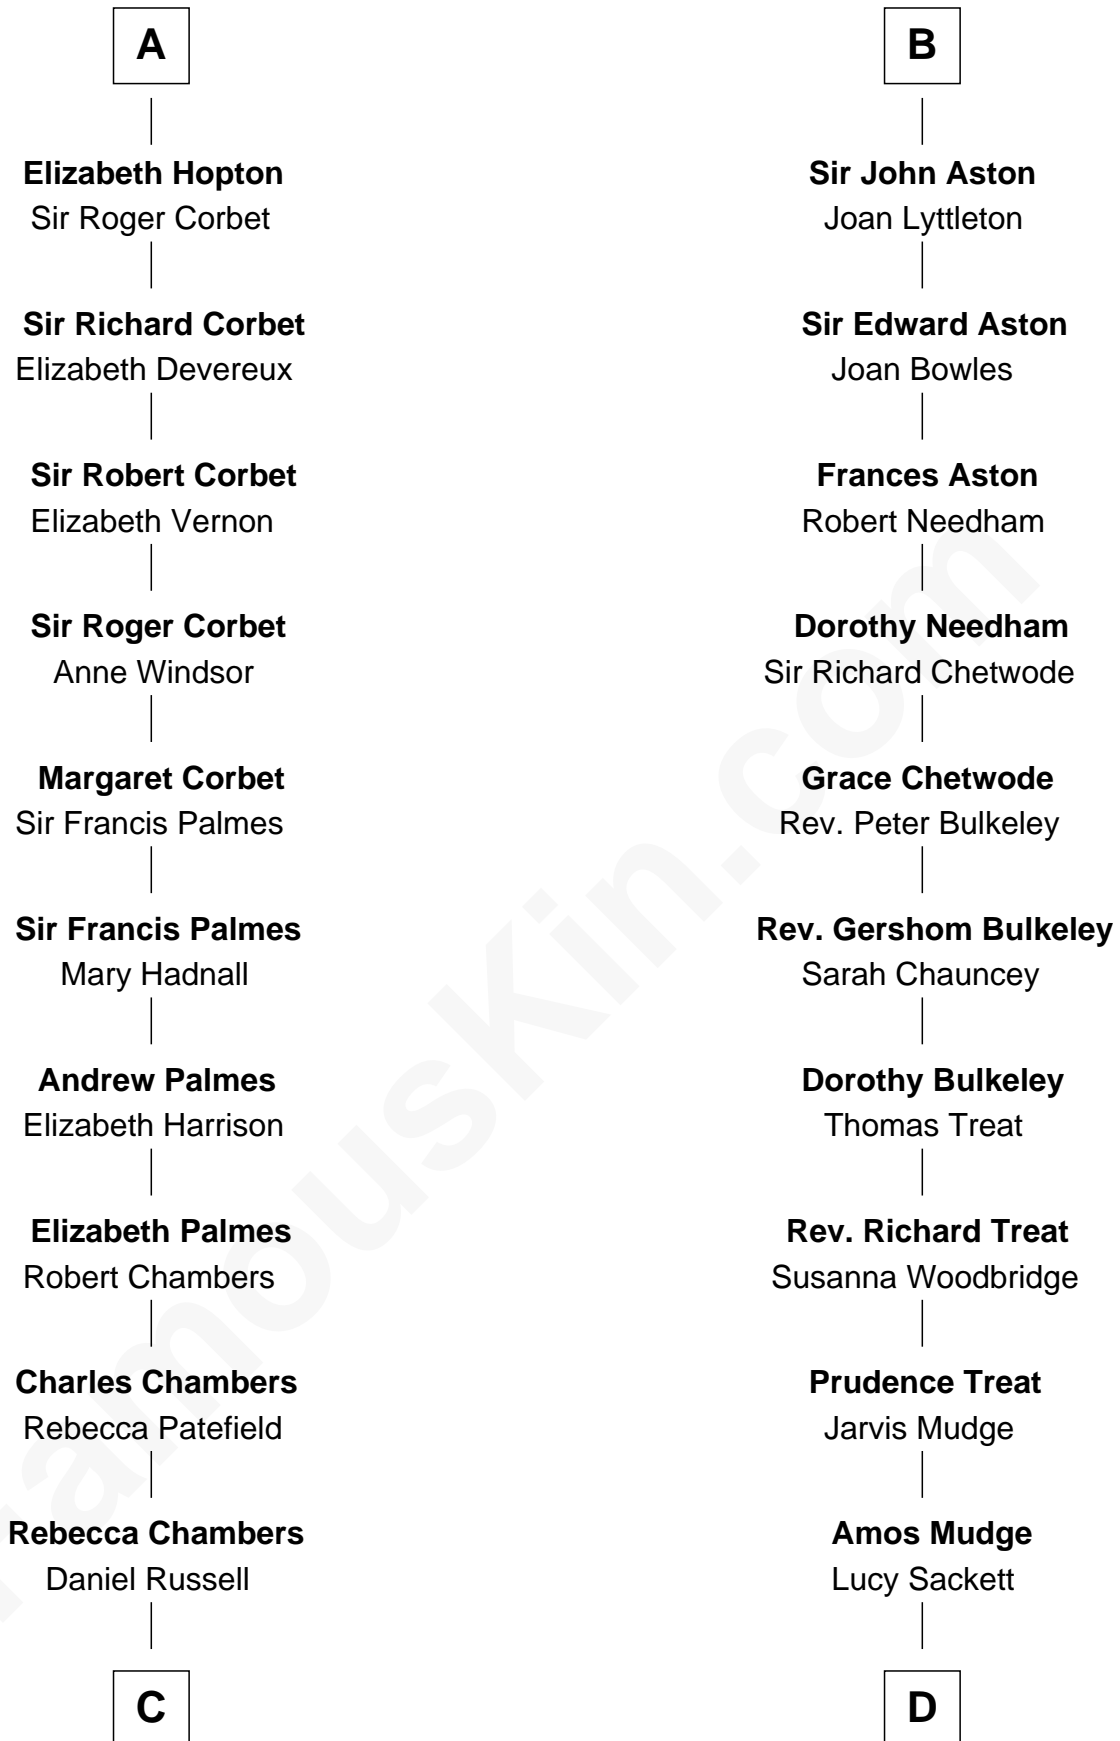 A
Elizabeth Hopton
Sir Roger Corbet
Sir Richard Corbet
Elizabeth Devereux
Sir Robert Corbet
Elizabeth Vernon
Sir Roger Corbet
Anne Windsor
Margaret Corbet
Sir Francis Palmes
Sir Francis Palmes
Mary Hadnall
Andrew Palmes
Elizabeth Harrison
Elizabeth Palmes
Robert Chambers
Charles Chambers
Rebecca Patefield
Rebecca Chambers
Daniel Russell
C
B
Sir John Aston
Joan Lyttleton
Sir Edward Aston
Joan Bowles
Frances Aston
Robert Needham
Dorothy Needham
Sir Richard Chetwode
Grace Chetwode
Rev. Peter Bulkeley
Rev. Gershom Bulkeley
Sarah Chauncey
Dorothy Bulkeley
Thomas Treat
Rev. Richard Treat
Susanna Woodbridge
Prudence Treat
Jarvis Mudge
Amos Mudge
Lucy Sackett
D
FamousKin.com